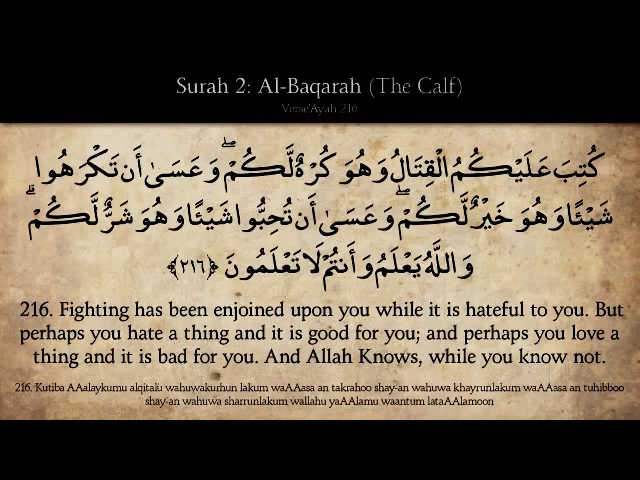 Surah 2: Al-Baqarah (The Calf)
Verse/Ayah 216
كُتِبَ عَلَيْكُمُ الْقِتَالُ وَهُوَ كُرْهٌ لَّكُمْ ۖ وَعَسَىٰ أَن تَكْرَهُوا
شَيْئًا وَهُوَ خَيْرٌ لَّكُمْ ۖ وَعَسَىٰ أَن تُحِبُّوا شَيْئًا وَهُوَ شَرٌّ لَّكُمْ ۗ
وَاللَّهُ يَعْلَمُ وَأَنتُمْ لَا تَعْلَمُونَ ﴿٢١٦﴾
216. Fighting has been enjoined upon you while it is hateful to you. But
perhaps you hate a thing and it is good for you; and perhaps you love a
thing and it is bad for you. And Allah Knows, while you know not.
216. Kutiba AAalaykumu alqitalu wahuwakurhun lakum waAAasa an takrahoo shay-an wahuwa khayrunlakum waAAasa an tuhibboo
shay-an wahuwa sharrunlakum wallahu yaAAlamu waantum lataAAlamoon